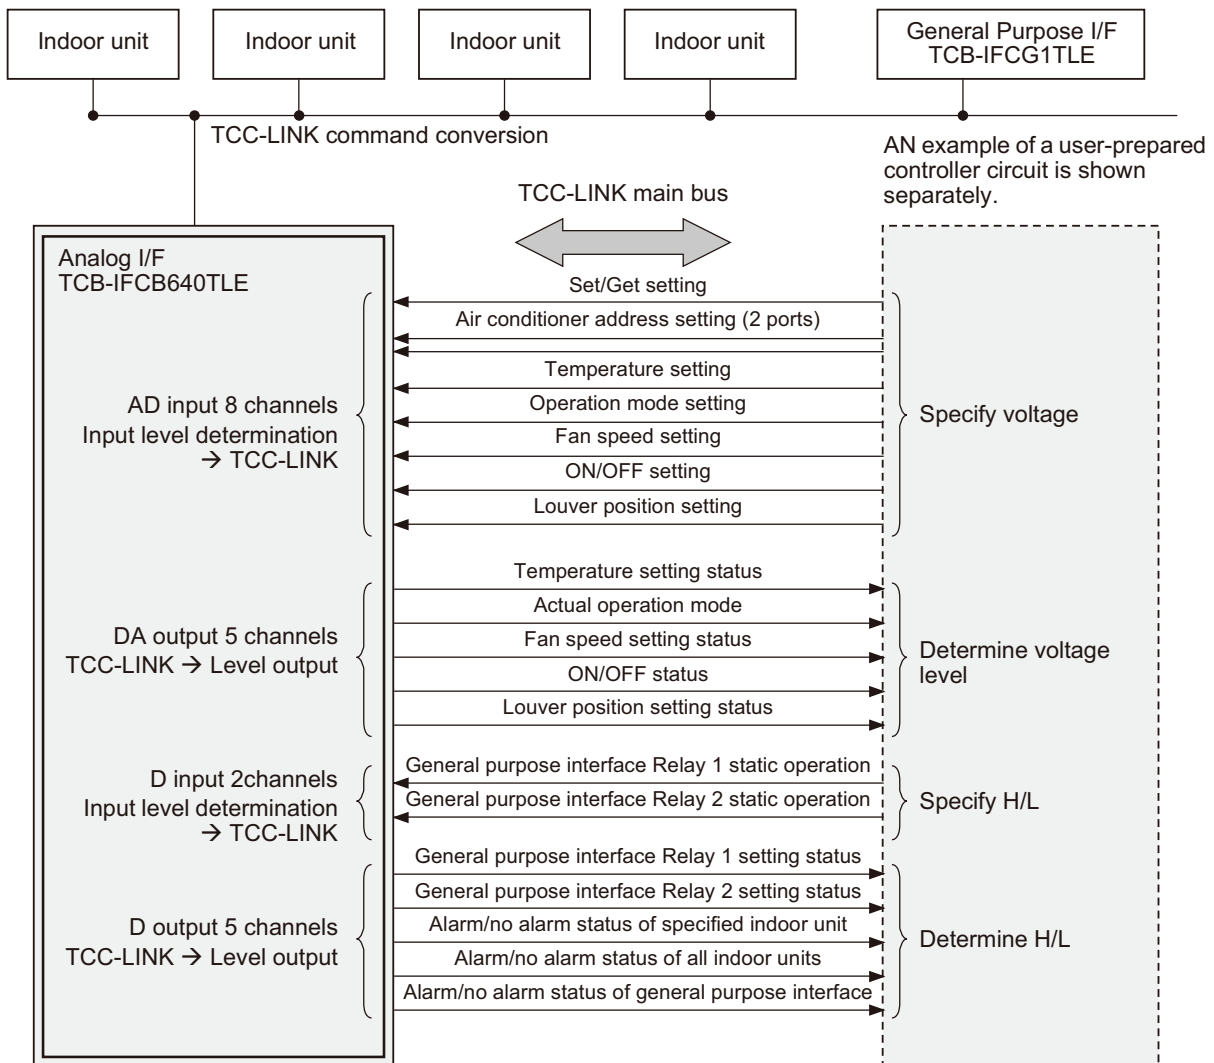 Indoor unit
Indoor unit
Indoor unit
Indoor unit
General Purpose I/F
TCB-IFCG1TLE
TCC-LINK command conversion
AN example of a user-prepared
controller circuit is shown
separately.
TCC-LINK main bus
Analog I/F
TCB-IFCB640TLE
Set/Get setting
Air conditioner address setting (2 ports)
Temperature setting
Operation mode setting
Fan speed setting
ON/OFF setting
Louver position setting
AD input 8 channels
Input level determination
→ TCC-LINK
Specify voltage
Temperature setting status
Actual operation mode
Fan speed setting status
ON/OFF status
Louver position setting status
DA output 5 channels
TCC-LINK → Level output
Determine voltage
level
General purpose interface Relay 1 static operation
General purpose interface Relay 2 static operation
D input 2channels
Input level determination
→ TCC-LINK
Specify H/L
General purpose interface Relay 1 setting status
General purpose interface Relay 2 setting status
Alarm/no alarm status of specified indoor unit
Alarm/no alarm status of all indoor units
Alarm/no alarm status of general purpose interface
D output 5 channels
TCC-LINK → Level output
Determine H/L